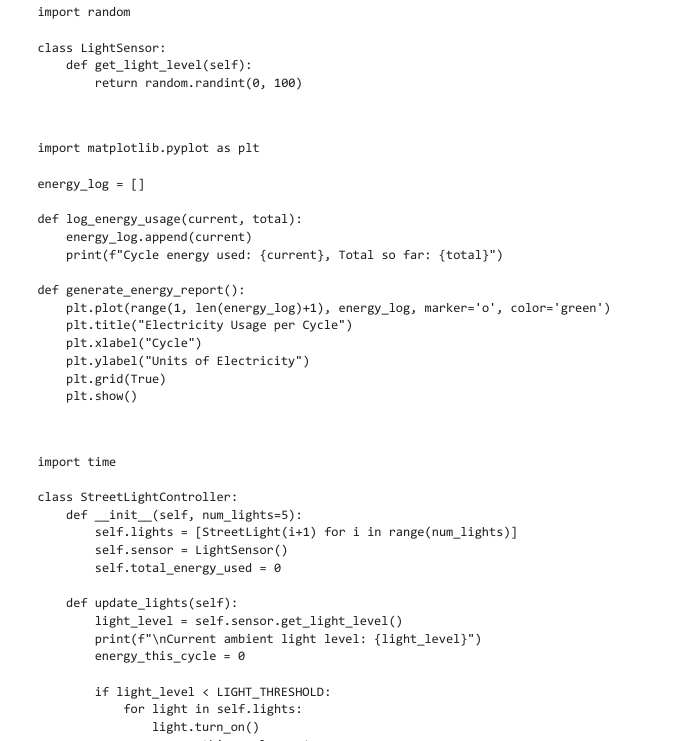 import random
class LightSensor:
    def get_light_level(self):
        return random.randint(0, 100)
import matplotlib.pyplot as plt
energy_log = []
def log_energy_usage(current, total):
    energy_log.append(current)
    print(f"Cycle energy used: {current}, Total so far: {total}")
def generate_energy_report():
    plt.plot(range(1, len(energy_log)+1), energy_log, marker='o', color='green')
    plt.title("Electricity Usage per Cycle")
    plt.xlabel("Cycle")
    plt.ylabel("Units of Electricity")
    plt.grid(True)
    plt.show()
import time
class StreetLightController:
    def __init__(self, num_lights=5):
        self.lights = [StreetLight(i+1) for i in range(num_lights)]
        self.sensor = LightSensor()
        self.total_energy_used = 0
    def update_lights(self):
        light_level = self.sensor.get_light_level()
        print(f"\nCurrent ambient light level: {light_level}")
        energy_this_cycle = 0
        if light_level < LIGHT_THRESHOLD:
            for light in self.lights:
                light.turn_on()